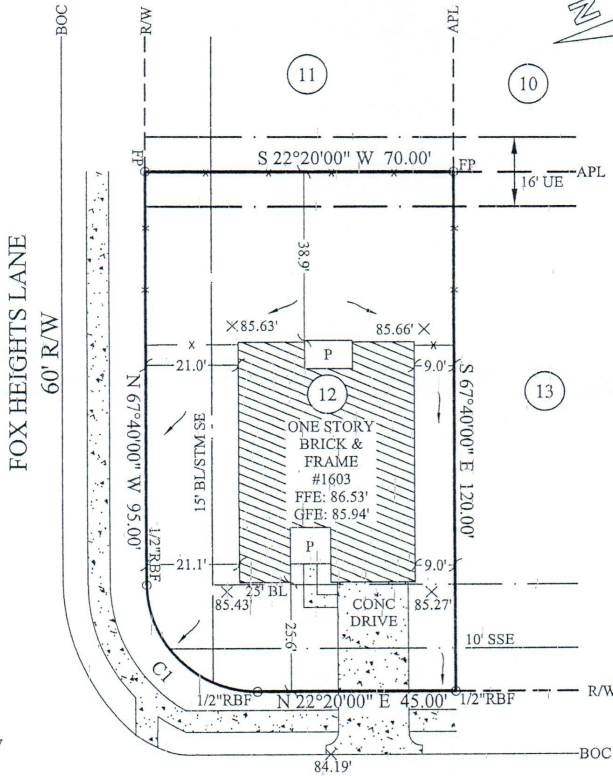 BOC
R/W
APL
N
11
10
FP
S 22°20'00" W 70.00'
FP
APL
16' UE
38.9'
FOX HEIGHTS LANE
60' R/W
85.63'
85.66'
P
21.0'
9.0'
12
13
N 67°40'00" W 95.00'
S 67°40'00" E 120.00'
15' BL/STM SE
ONE STORY
BRICK &
FRAME
#1603
FFE: 86.53'
GFE: 85.94'
P
1/2"RBF
21.1'
9.0'
25' BL
85.43'
85.27'
CONC
DRIVE
25.6'
10' SSE
C1
1/2"RBF
N 22°20'00" E 45.00'
1/2"RBF
R/W
BOC
84.19'